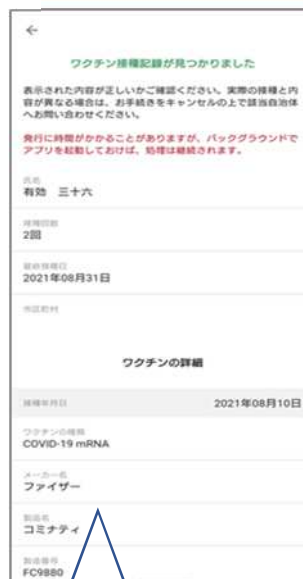 ←
ワクチン接種記録が見つかりました
表示された内容が正しいかご確認ください。実際の接種と内
容が異なる場合は、お手続きをキャンセルの上で該当自治体
へお問い合わせください。
発行に時間がかかることがありますが、バックグラウンドで
アプリを起動しておけば、処理は継続されます。
氏名
有効 三十六
接種回数
2回
最終接種日
2021年08月31日
市区町村
ワクチンの詳細
接種年月日 2021年08月10日
ワクチンの種類
COVID-19 mRNA
メーカー名
ファイザー
製品名
コミナティ
製造番号
FC9880